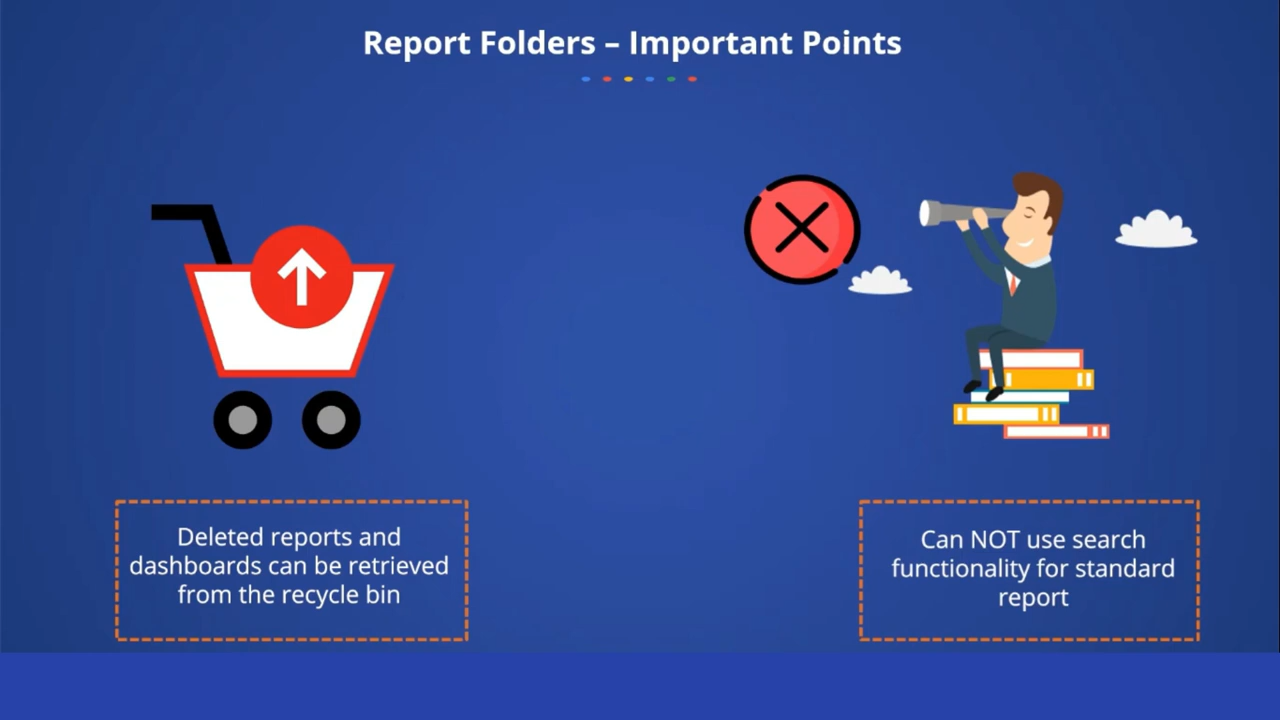 Report Folders – Important Points
Deleted reports and
dashboards can be retrieved
from the recycle bin
Can NOT use search
functionality for standard
report